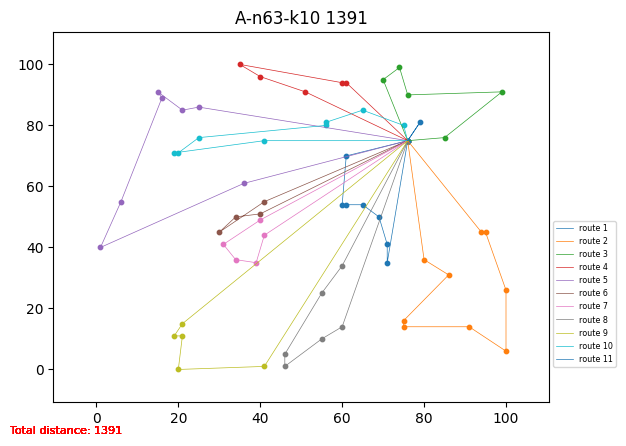 A-n63-k10 1391
100
80
60
40
20
0
0 20 40 60 80 100
route 1
route 2
route 3
route 4
route 5
route 6
route 7
route 8
route 9
route 10
route 11
Total distance: 1391